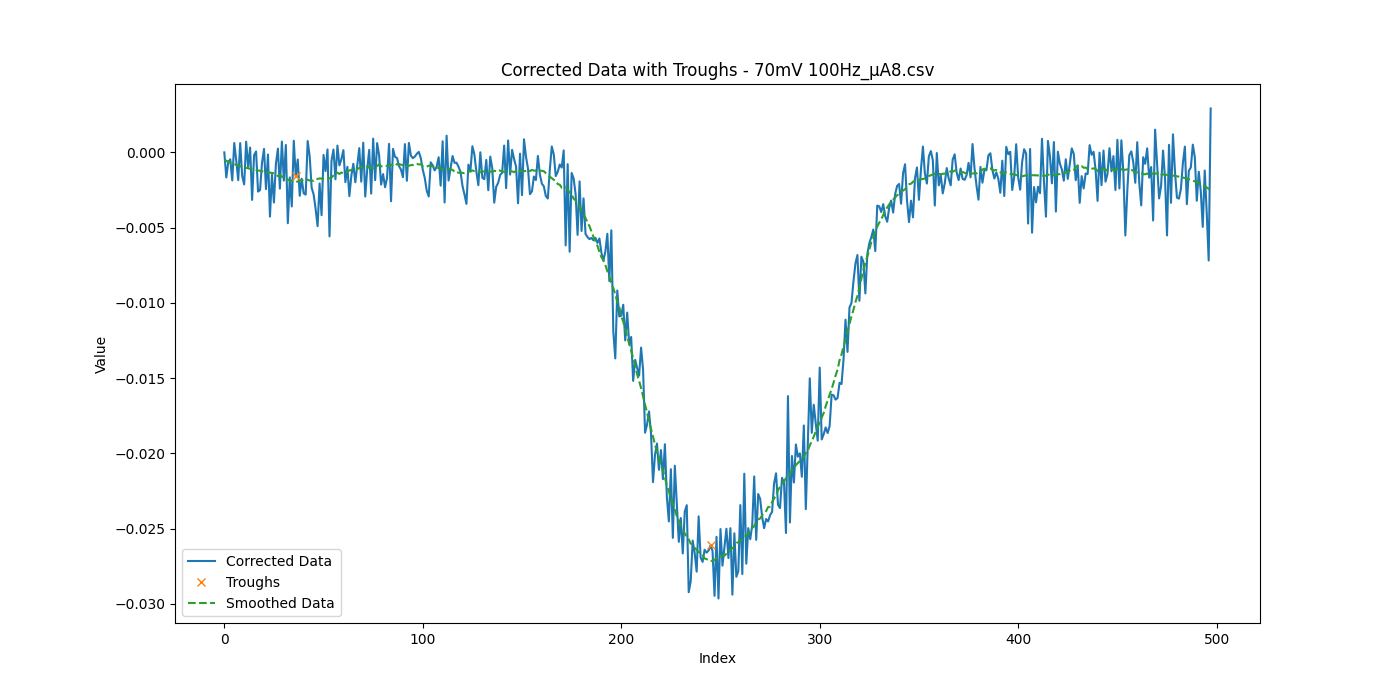 Corrected Data with Troughs - 70mV 100Hz_µA8.csv
0.000
−0.005
−0.010
−0.015
−0.020
−0.025
−0.030
Value
Corrected Data
Troughs
Smoothed Data
0 100 200 300 400 500
Index